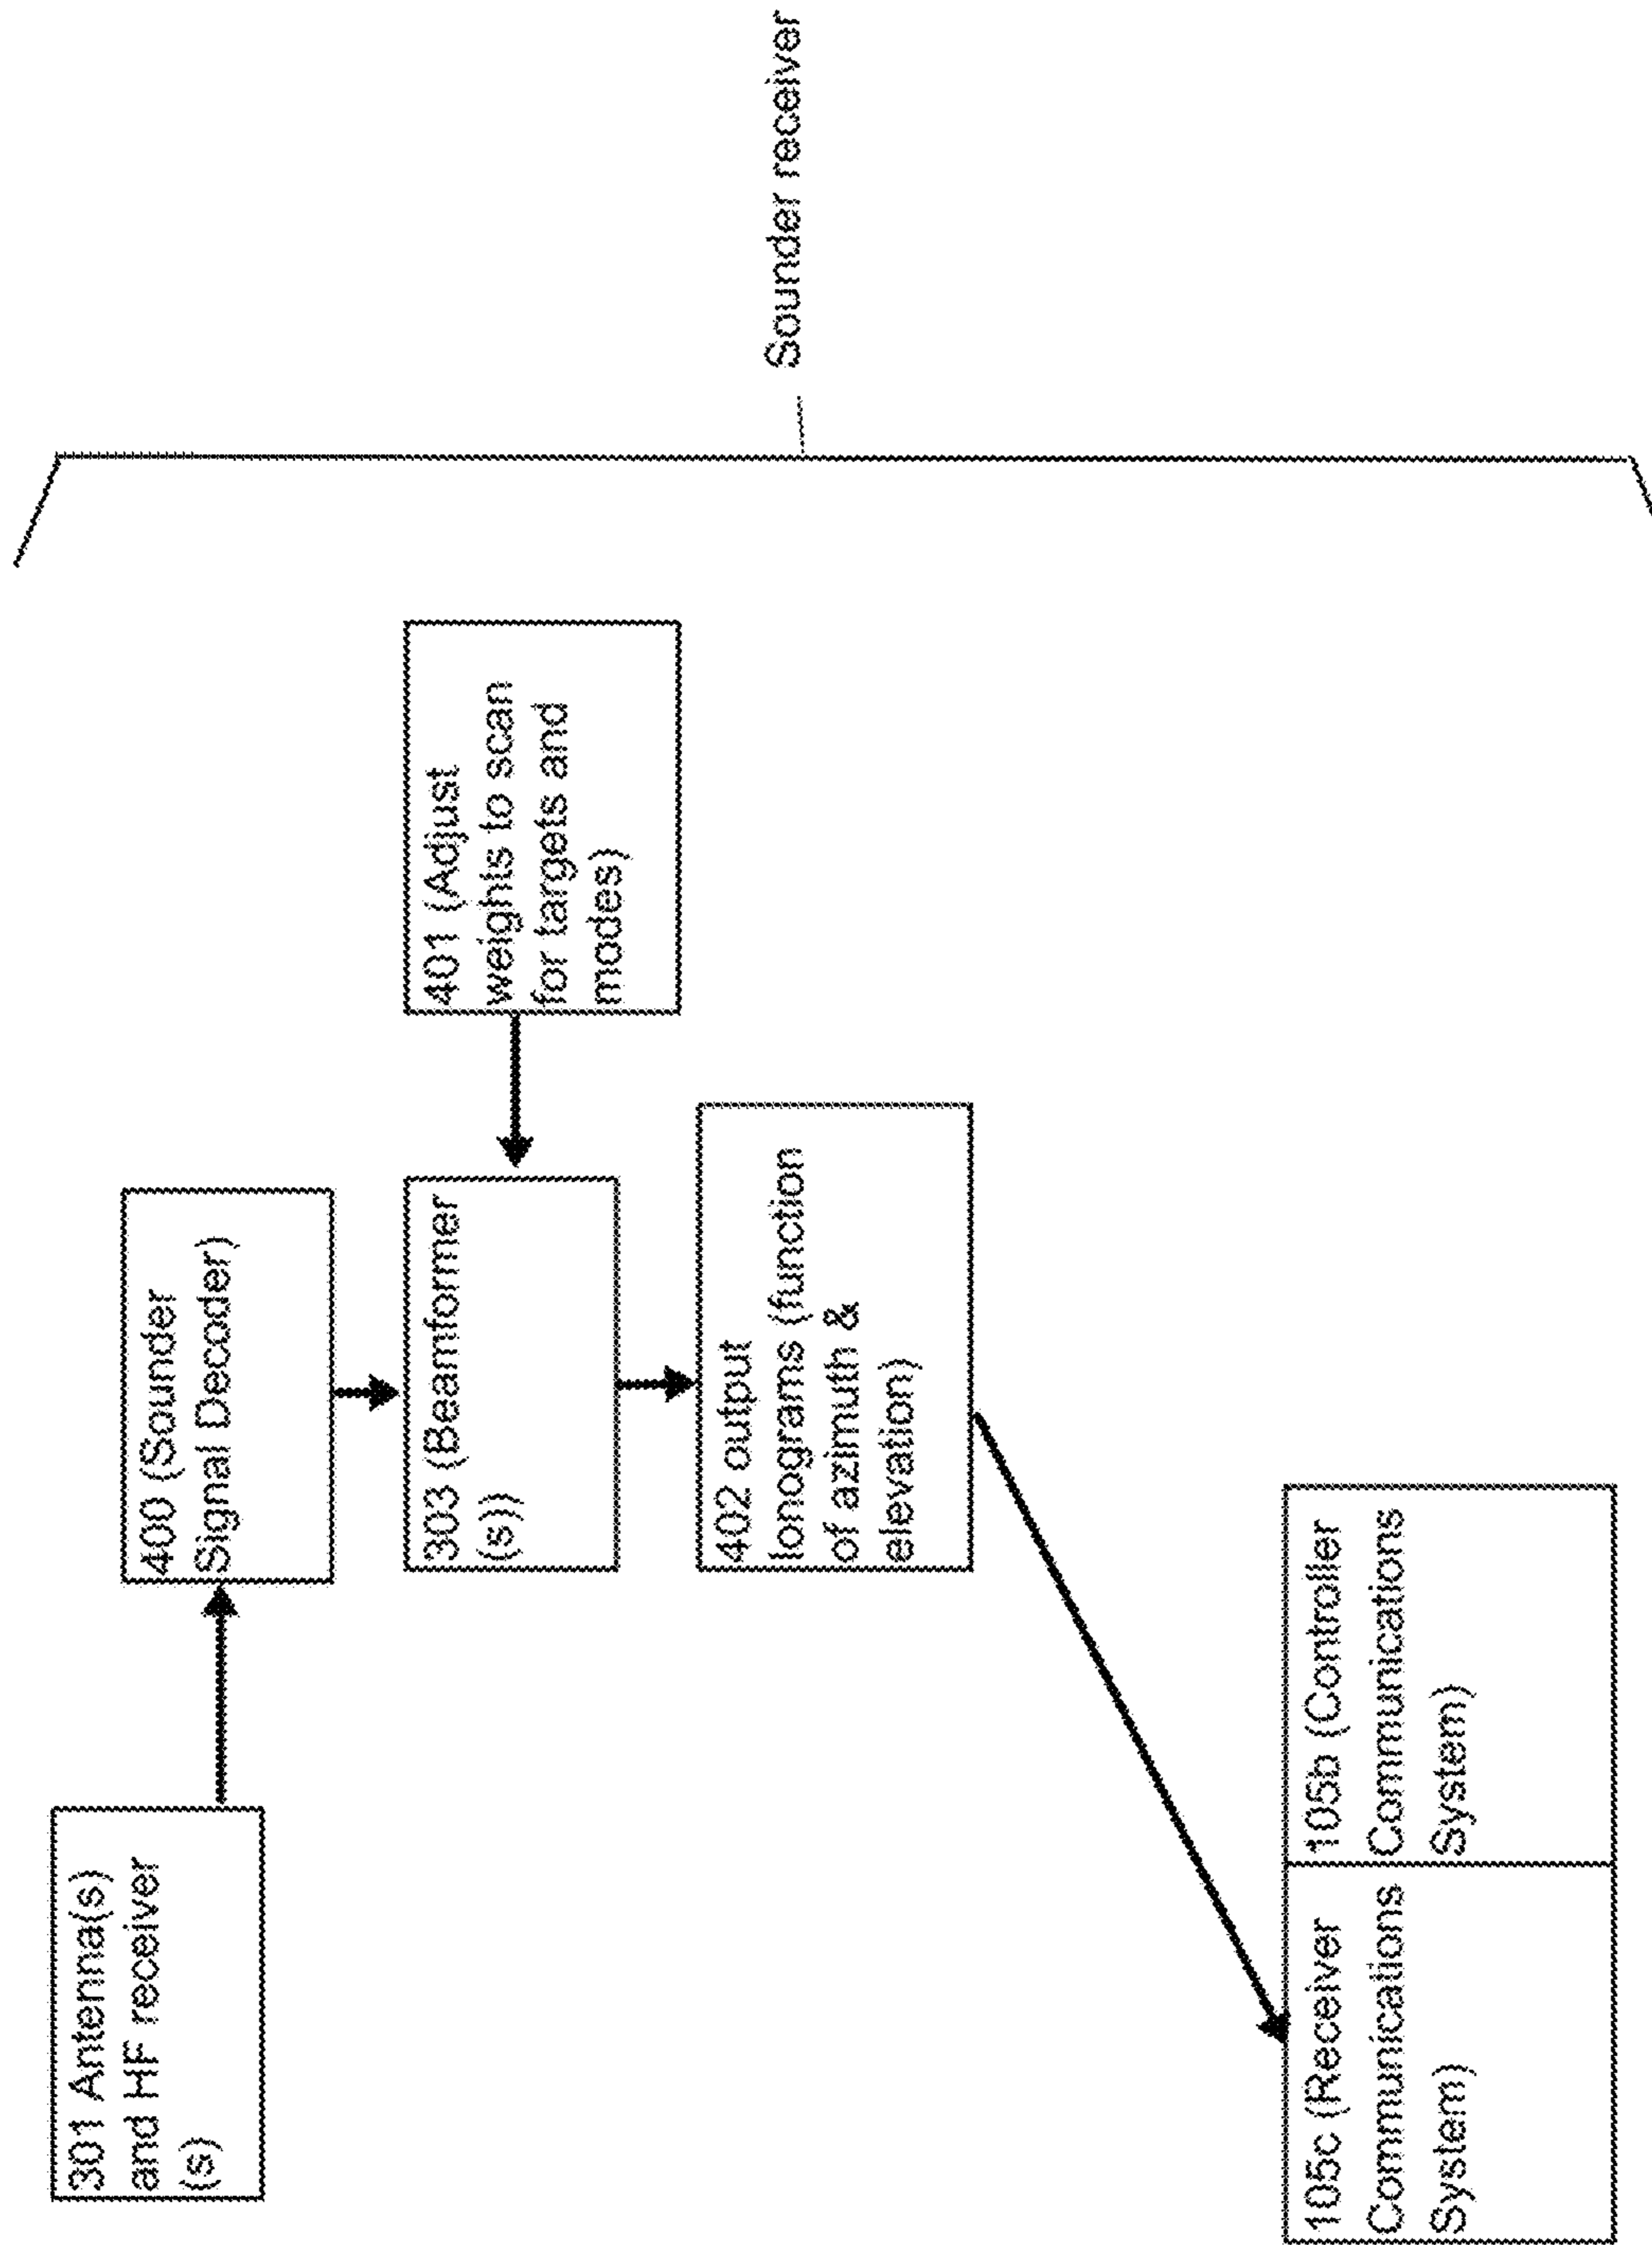 301 Antenna(s)
and HF receiver
(s)
400 (Sounder
Signal Decoder)
303 (Beamformer
(s))
401 (Adjust
weights to scan
for targets and
modes)
402 output
Ionograms (function
of azimuth &
elevation)
105c (Receiver
Communications
System)
105b (Controller
Communications
System)
Sounder receiver